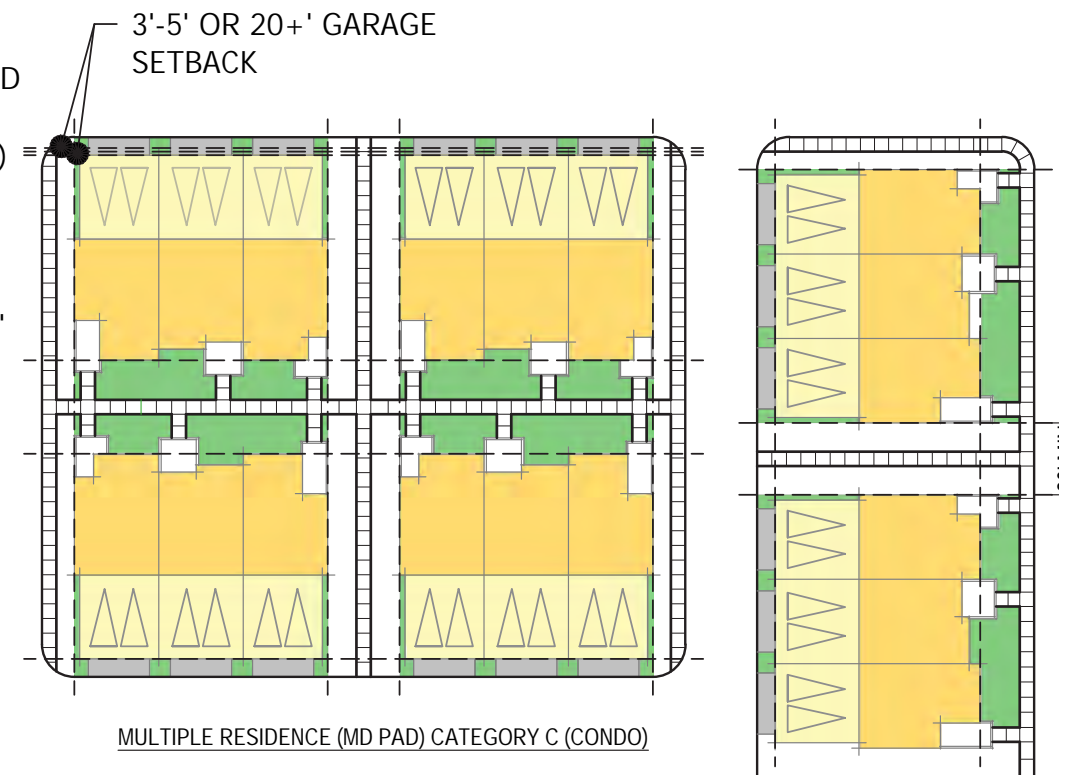 3'-5' OR 20+' GARAGE
SETBACK
D
)
'
MULTIPLE RESIDENCE (MD PAD) CATEGORY C (CONDO)